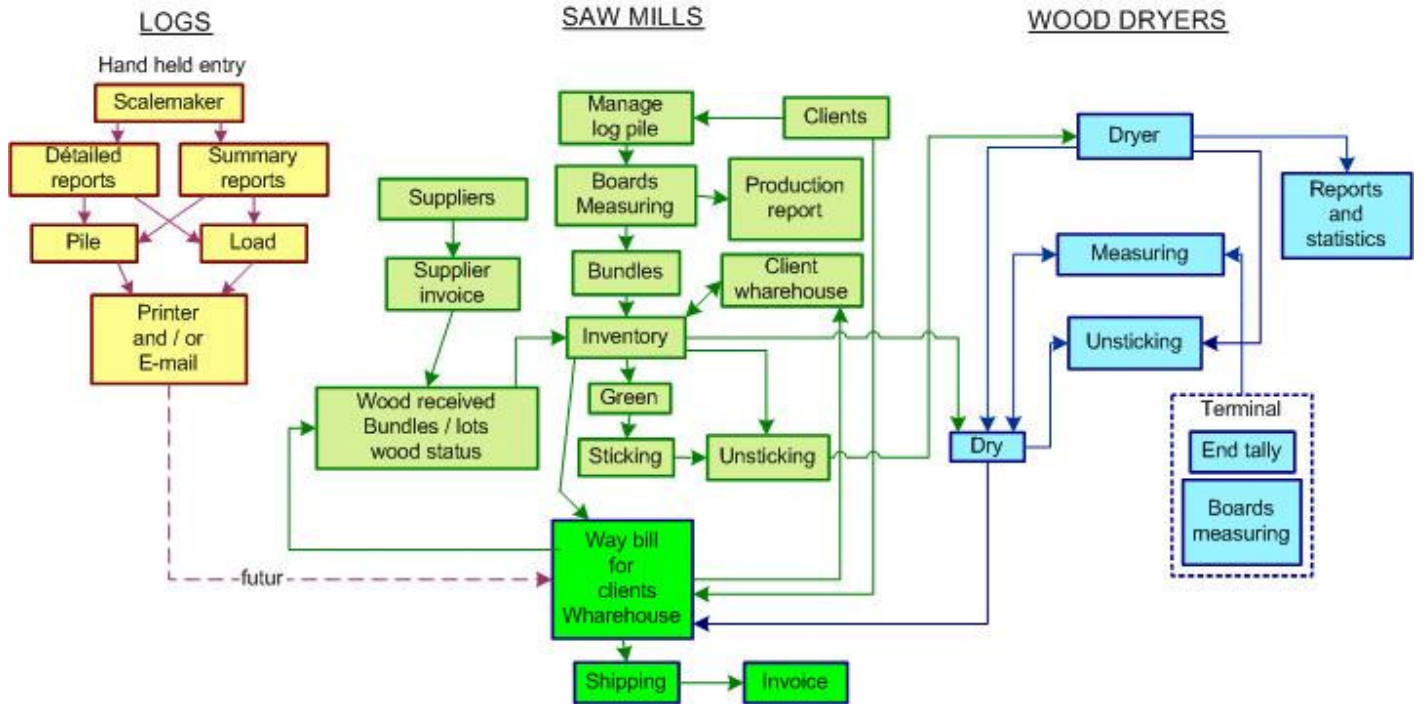 LOGS
SAW MILLS
WOOD DRYERS
Hand held entry
Scalemaker
Détailed
reports
Summary
reports
Pile
Load
Printer
and / or
E-mail
futur
Suppliers
Supplier
invoice
Wood received
Bundles / lots
wood status
Manage
log pile
Clients
Boards
Measuring
Production
report
Bundles
Client
wharehouse
Inventory
Green
Sticking
Unsticking
Way bill
for
clients
Wharehouse
Shipping
Invoice
Dryer
Reports
and
statistics
Measuring
Unsticking
Dry
Terminal
End tally
Boards
measuring